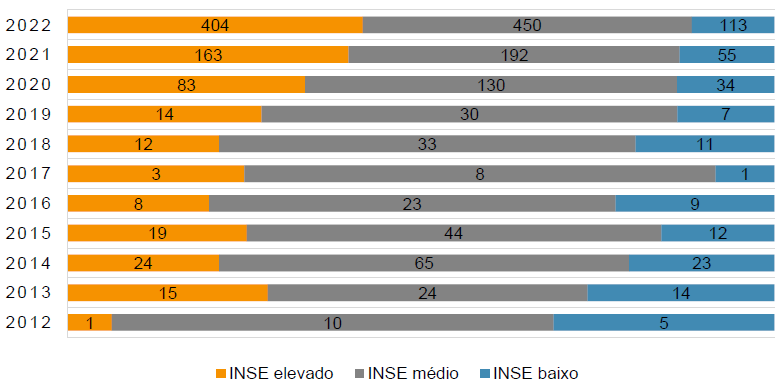 2022 404 450 113
2021 163 192 55
2020 83 130 34
2019 14 30 7
2018 12 33 11
2017 3 8 1
2016 8 23 9
2015 19 44 12
2014 24 65 23
2013 15 24 14
2012 1 10 5
INSE elevado INSE médio INSE baixo